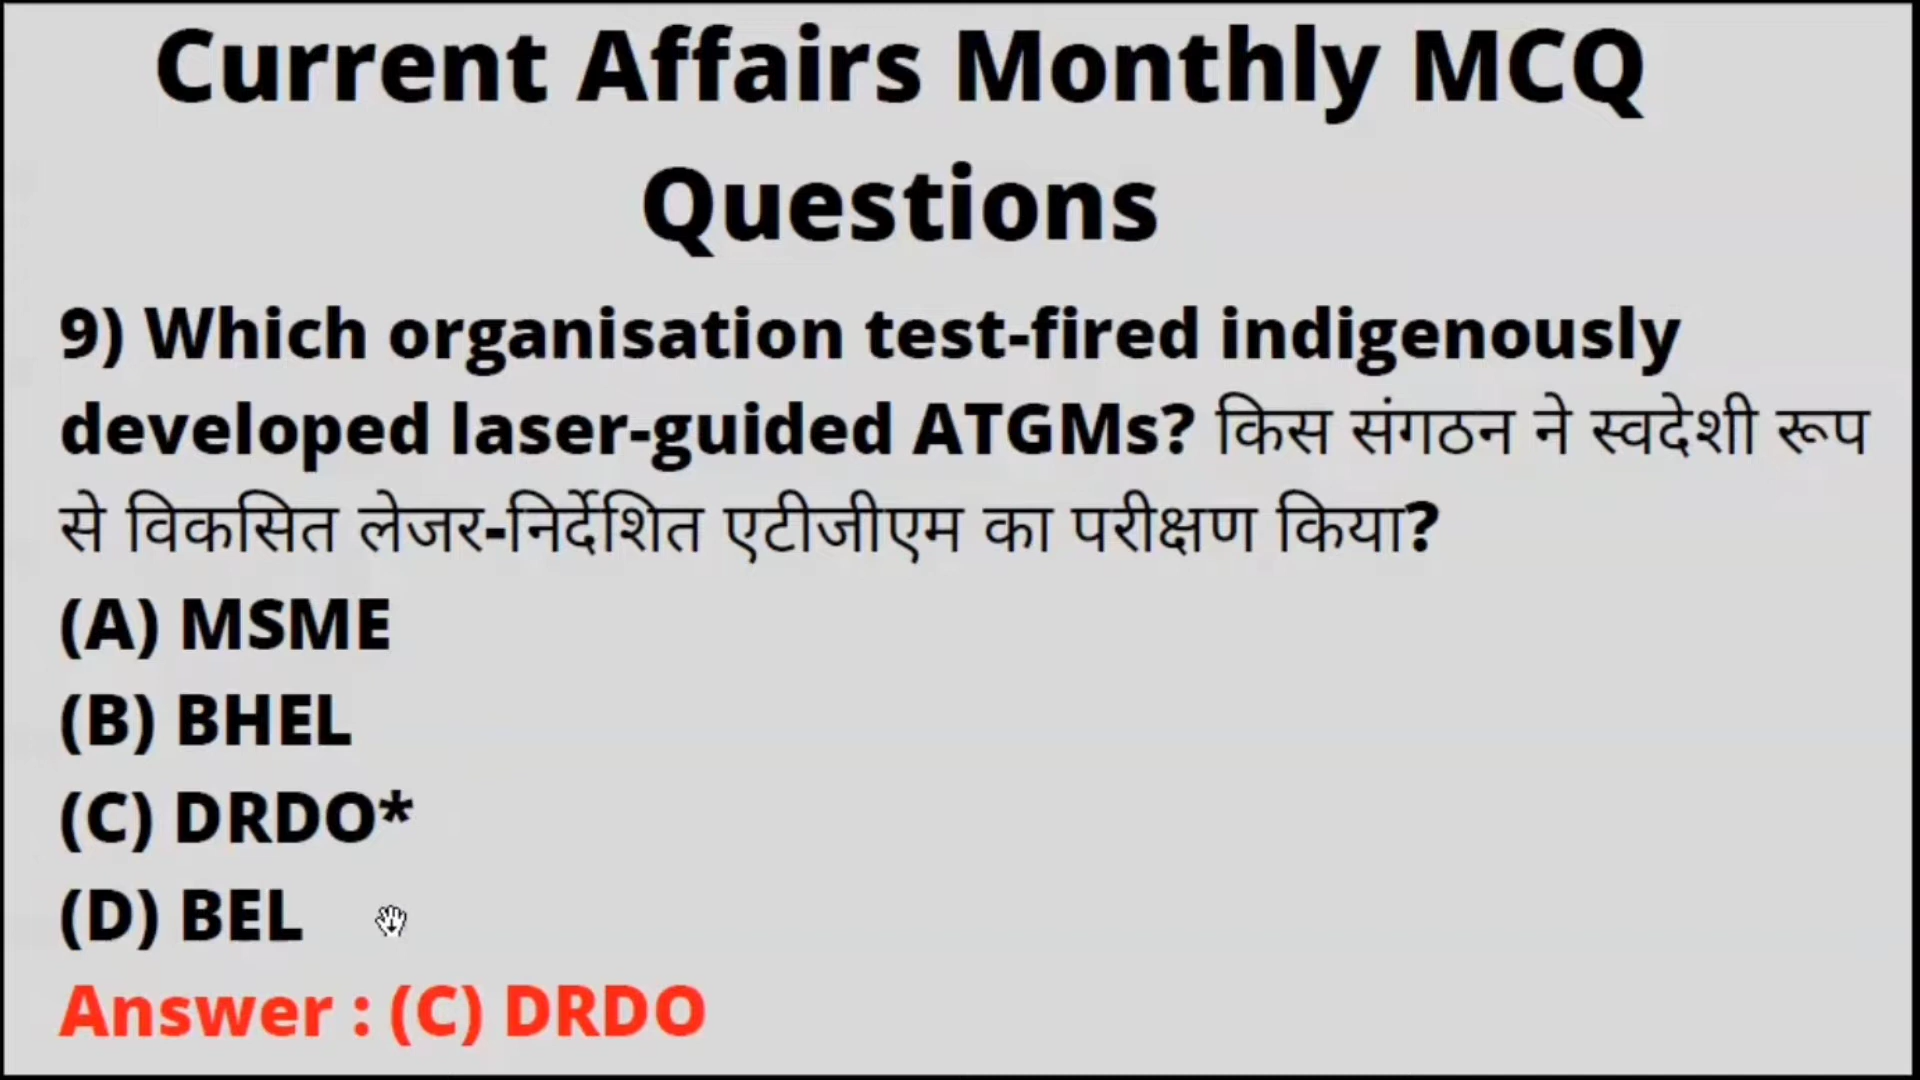 Current Affairs Monthly MCQ
Questions
9) Which organisation test-fired indigenously
developed laser-guided ATGMs? किस संगठन ने स्वदेशी रूप
से विकसित लेजर-निर्देशित एटीजीएम का परीक्षण किया?
(A) MSME
(B) BHEL
(C) DRDO*
(D) BEL
Answer : (C) DRDO